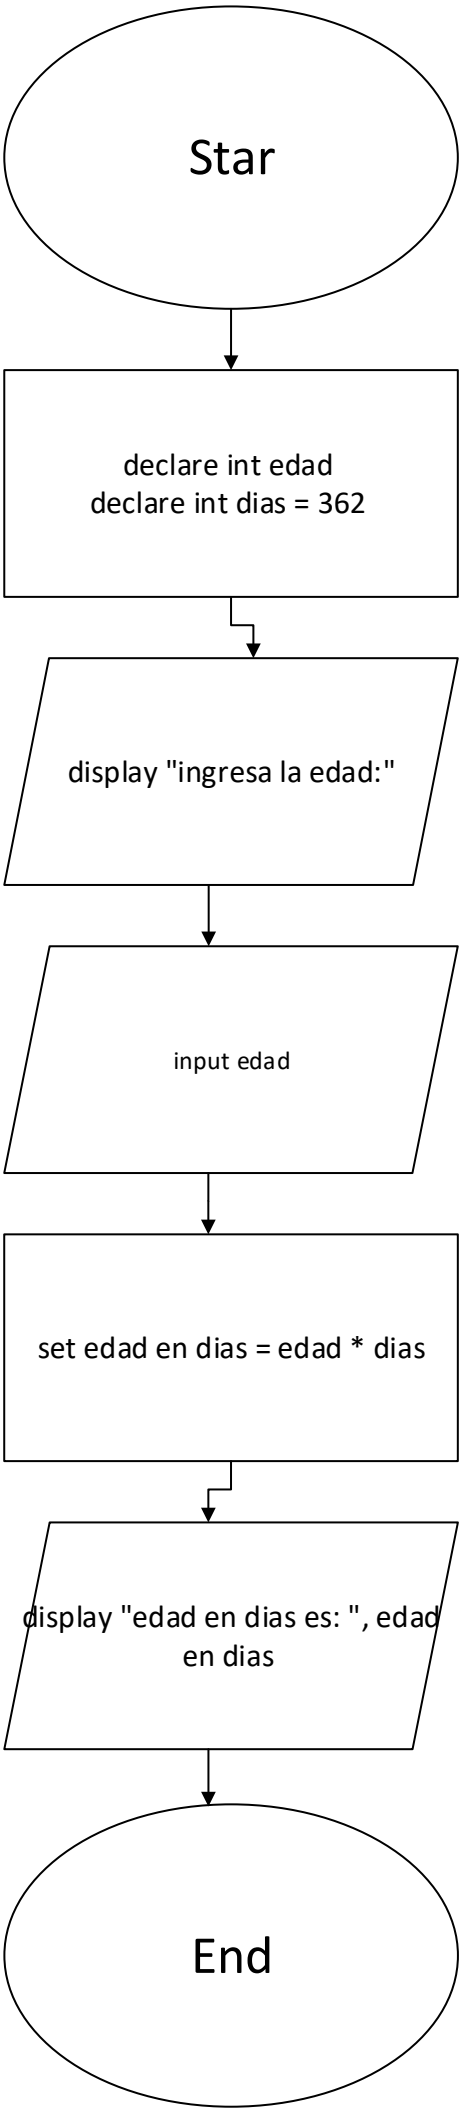 Star
declare int edad
declare int dias = 362
display "ingresa la edad:"
input edad
set edad en dias = edad * dias
display "edad en dias es: ", edad
en dias
End